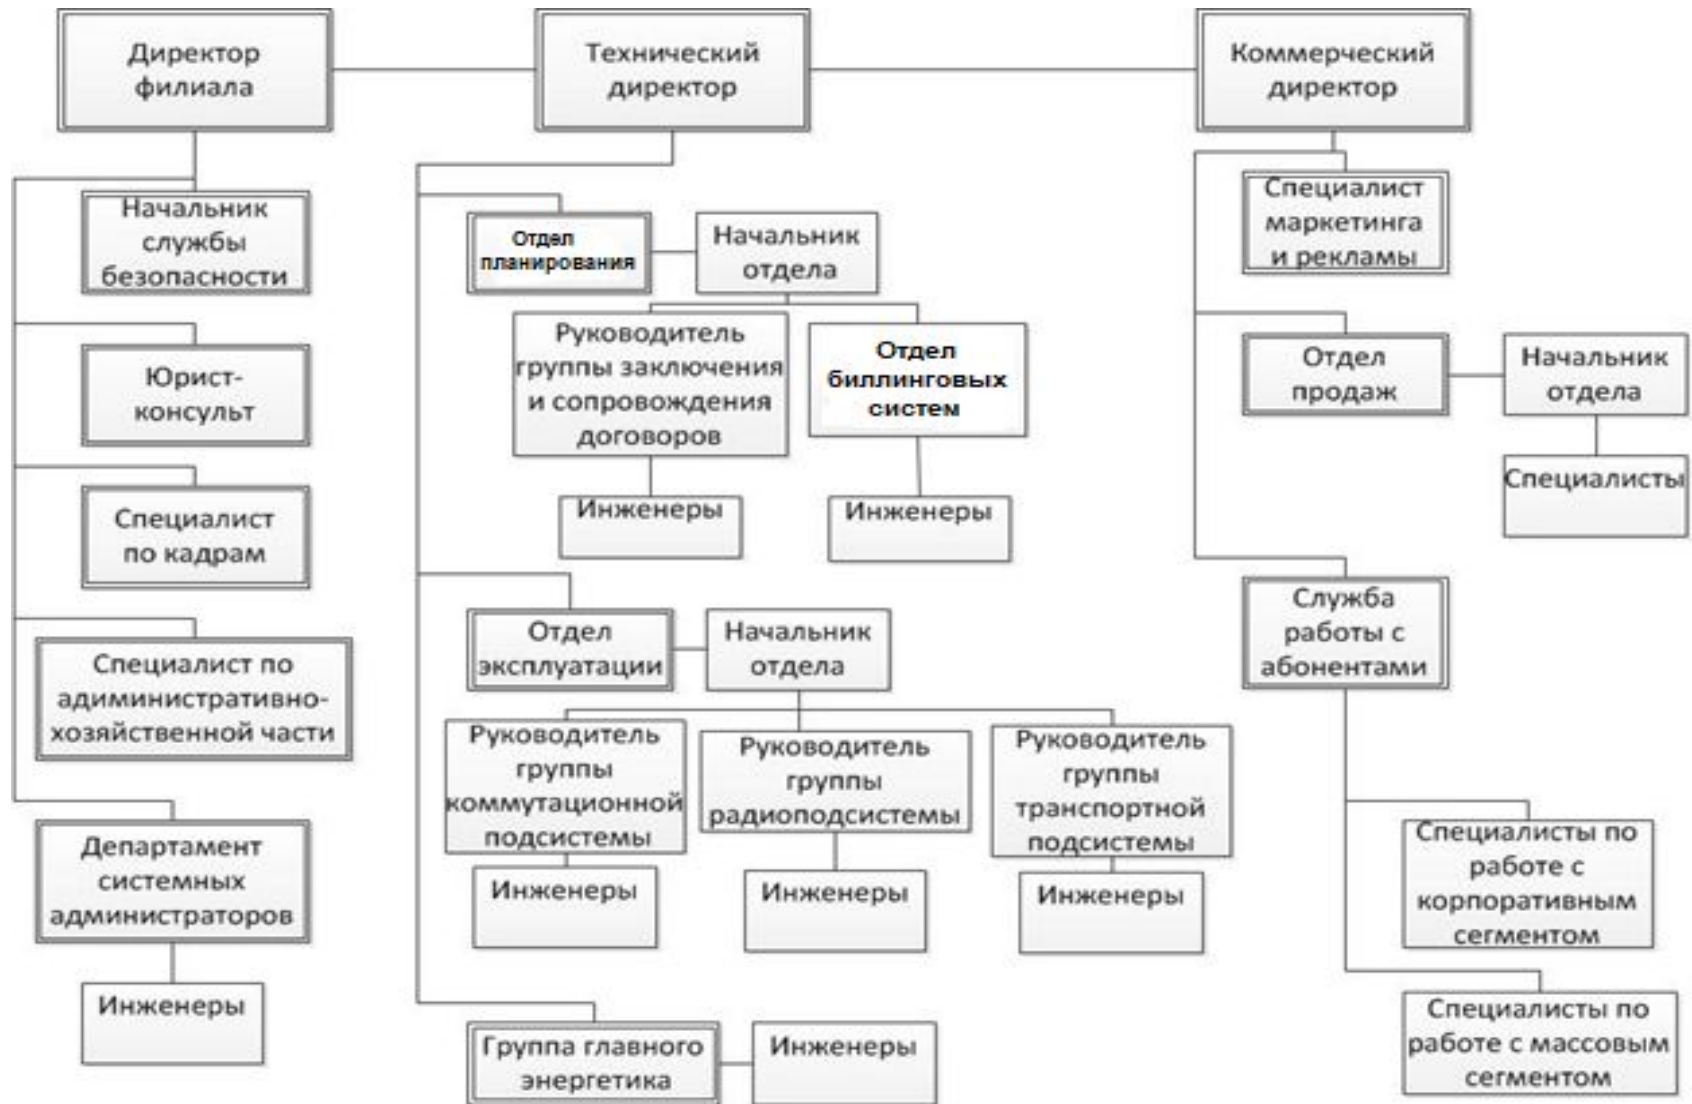 Директор
филиала
Технический
директор
Коммерческий
директор
Начальник
службы
безопасности
Юрист-
консульт
Специалист
по кадрам
Специалист по
адиминистративно-
хозяйственной части
Департамент
системных
администраторов
Инженеры
Отдел
планирования
Начальник
отдела
Руководитель
группы заключения
и сопровождения
договоров
Отдел
биллинговых
систем
Инженеры
Инженеры
Отдел
эксплуатации
Начальник
отдела
Руководитель
группы
коммутационной
подсистемы
Руководитель
группы
радиоподсистемы
Руководитель
группы
транспортной
подсистемы
Инженеры
Инженеры
Инженеры
Группа главного
энергетика
Инженеры
Специалист
маркетинга
и рекламы
Отдел
продаж
Начальник
отдела
Специалисты
Служба
работы с
абонентами
Специалисты по
работе с
корпоративным
сегментом
Специалисты по
работе с массовым
сегментом